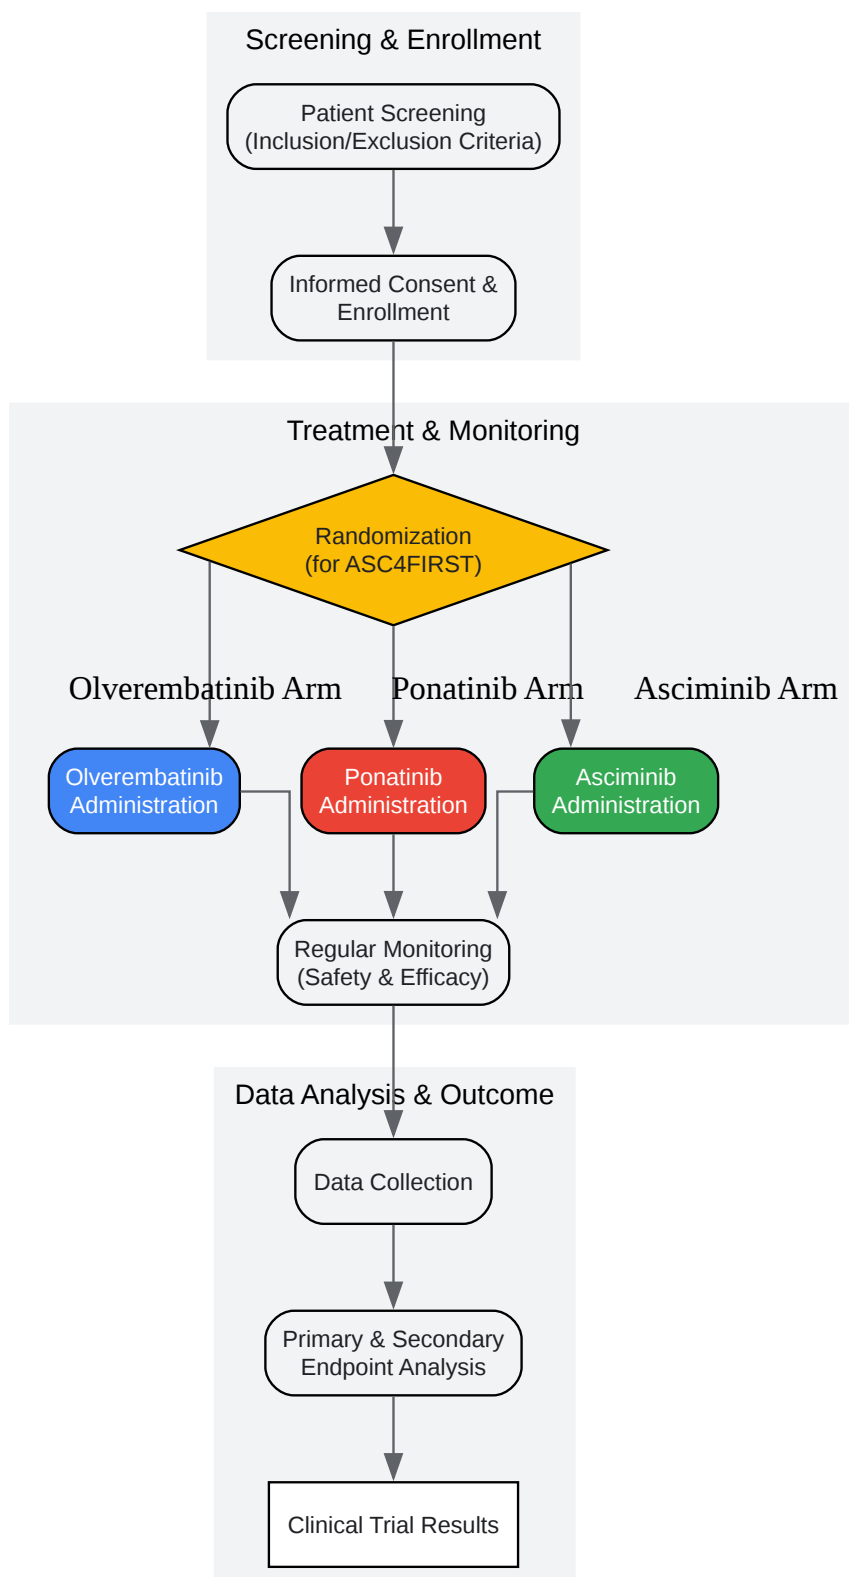 Screening & Enrollment
Patient Screening
(Inclusion/Exclusion Criteria)
Informed Consent &
Enrollment
Treatment & Monitoring
Randomization
(for ASC4FIRST)
Olverembatinib Arm
Ponatinib Arm
Asciminib Arm
Olverembatinib
Administration
Ponatinib
Administration
Asciminib
Administration
Regular Monitoring
(Safety & Efficacy)
Data Analysis & Outcome
Data Collection
Primary & Secondary
Endpoint Analysis
Clinical Trial Results